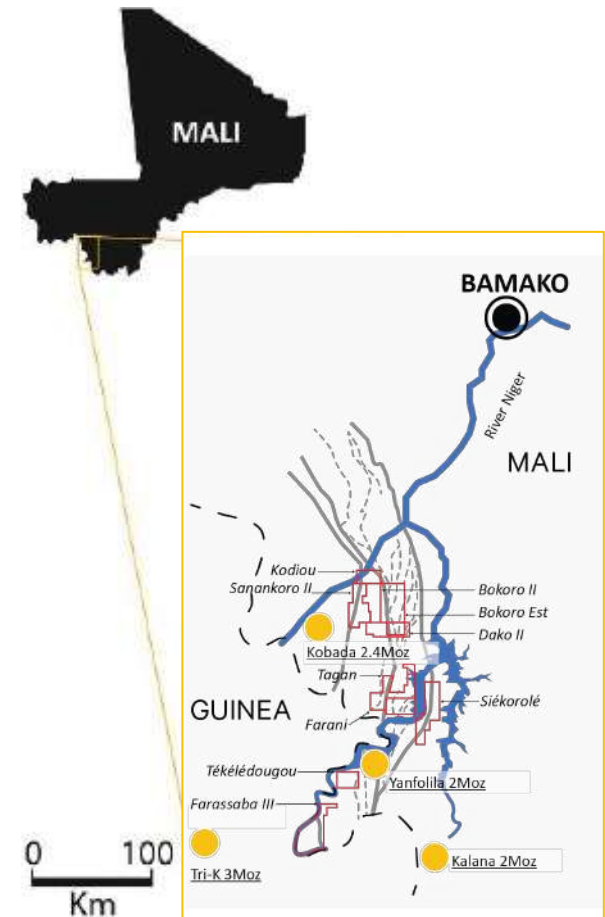 MALI
BAMAKO
River Niger
MALI
Kodiou
Sanankoro II
Bokoro II
Bokoro Est
Dako II
Kobada 2.4Moz
Tagan
Siékorolé
GUINEA
Farani
Tékélédougou
Yanfolila 2Moz
Farassaba III
Kalana 2Moz
Tri-K 3Moz
0 100
Km